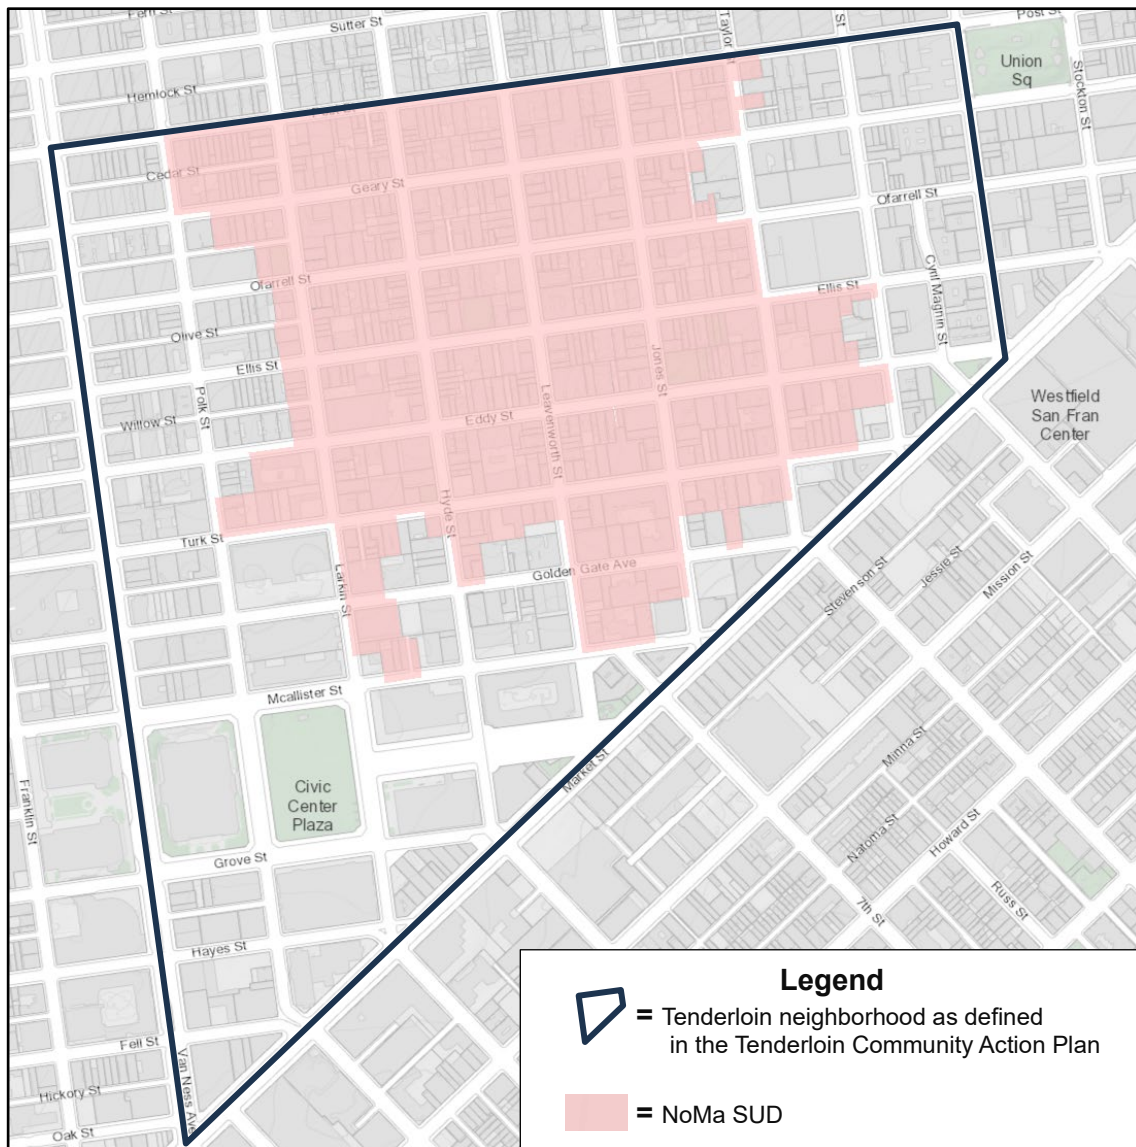 Fern St
Sutter St
Taylor St
St
Post St
Stockton St
Union
Sq
Hemlock St
Cedar St
Geary St
Ofarrell St
Cyril Magnin St
Ofarrell St
Ellis St
Olive St
Ellis St
Jones St
Polk St
Willow St
Eddy St
Leavenworth St
Westfield
San Fran
Center
Hyde St
Turk St
Larkin St
Golden Gate Ave
Stevenson St
Jessie St
Mission St
Mcallister St
Market St
Minna St
Franklin St
Civic
Center
Plaza
Natoma St
Howard St
Grove St
7th St
Russ St
Hayes St
Fell St
Van Ness Ave
Hickory St
Oak St
Legend
= Tenderloin neighborhood as defined
in the Tenderloin Community Action Plan
= NoMa SUD